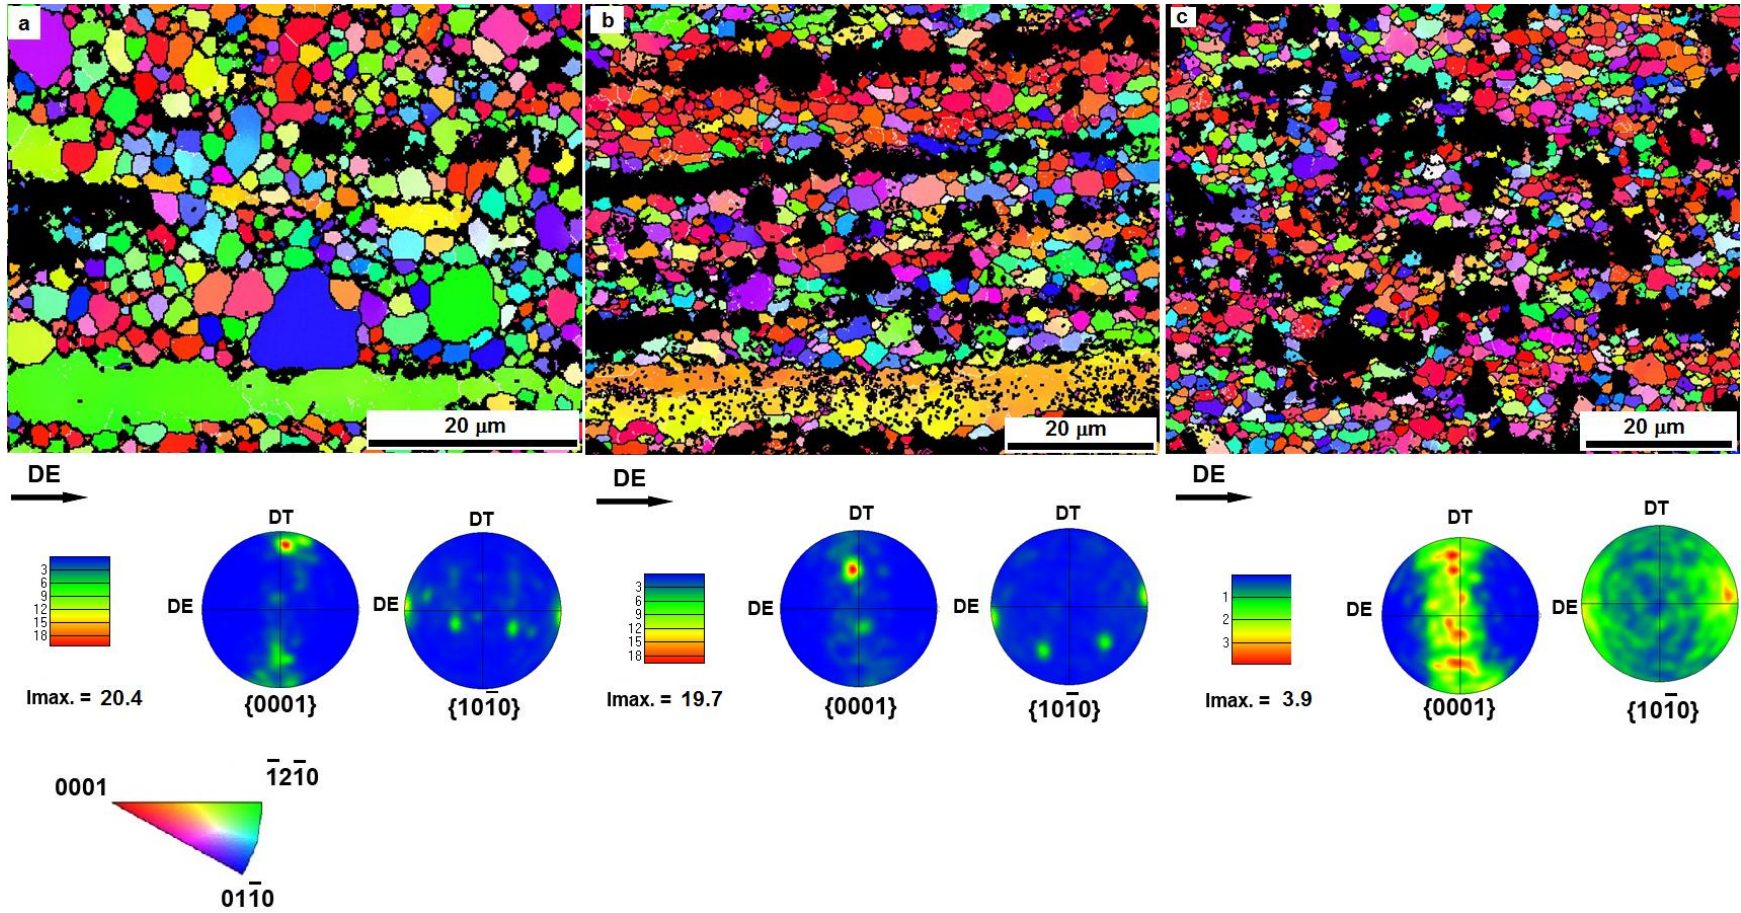 a
b
c
20 μm
20 μm
20 μm
DE
DE
DE
DT
DT
DT
DT
DT
DT
3
6
9
12
15
18
DE
DE
3
6
9
12
15
18
DE
DE
1
2
3
DE
DE
Imax. = 20.4
{0001}
{101̅0}
Imax. = 19.7
{0001}
{101̅0}
Imax. = 3.9
{0001}
{101̅0}
0001
1̅21̅0
011̅0